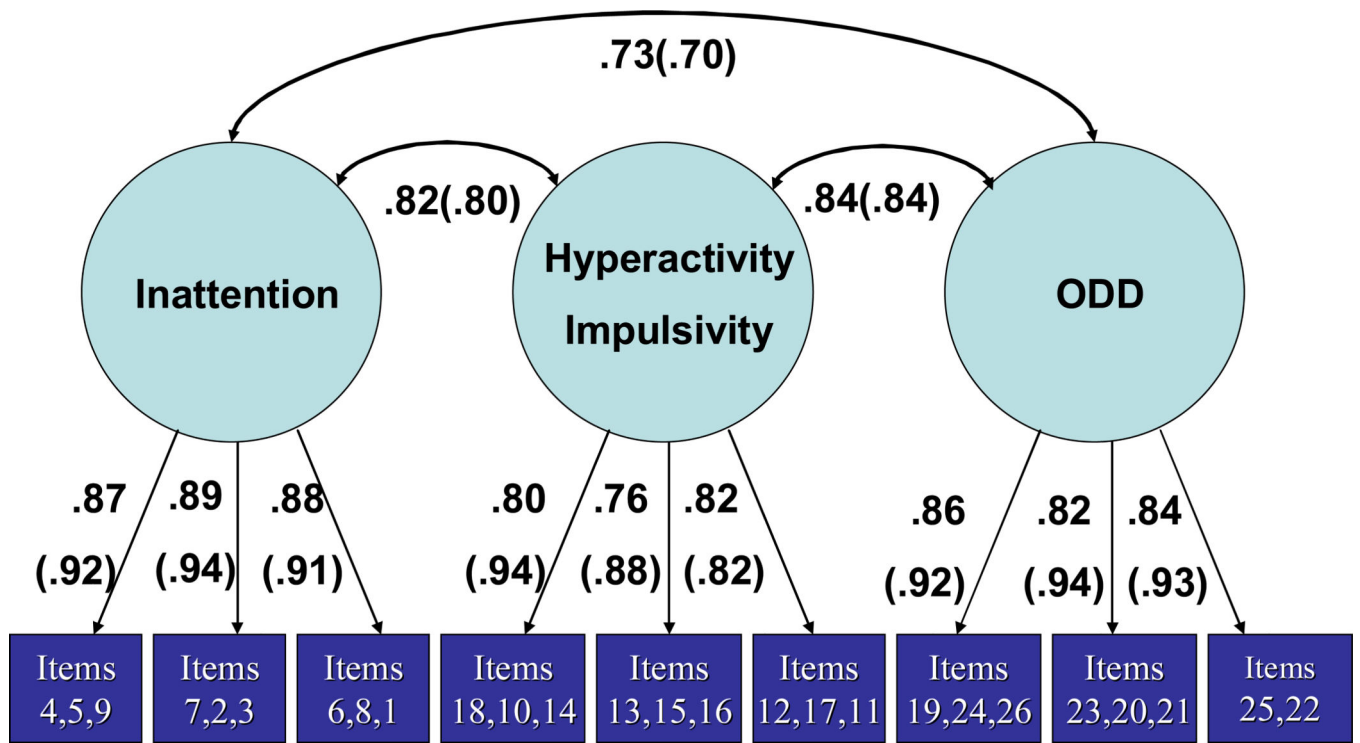 .73(.70)
.82(.80)
.84(.84)
Inattention
Hyperactivity
Impulsivity
ODD
.87
(.92)
.89
(.94)
.88
(.91)
.80
(.94)
.76
(.88)
.82
(.82)
.86
(.92)
.82
(.94)
.84
(.93)
Items
4,5,9
Items
7,2,3
Items
6,8,1
Items
18,10,14
Items
13,15,16
Items
12,17,11
Items
19,24,26
Items
23,20,21
Items
25,22